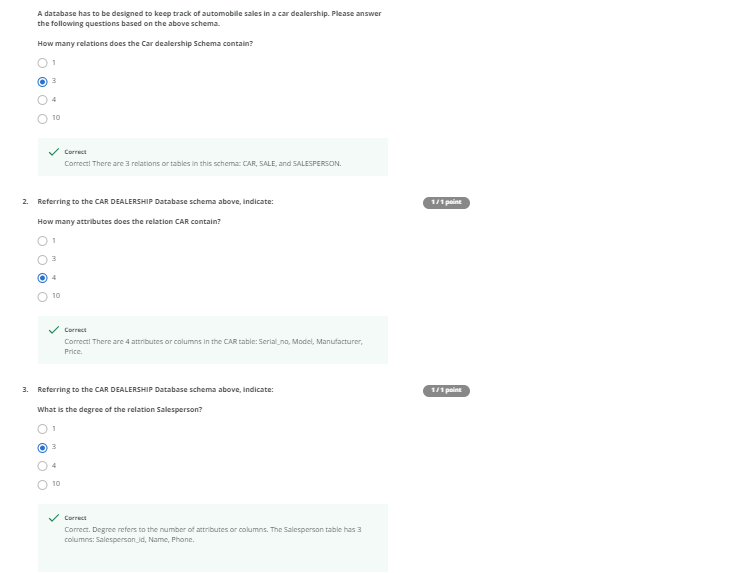 A database has to be designed to keep track of automobile sales in a car dealership. Please answer
the following questions based on the above schema.
How many relations does the Car dealership Schema contain?
1
3
4
10
Correct
Correct! There are 3 relations or tables in this schema: CAR, SALE, and SALESPERSON.
2. Referring to the CAR DEALERSHIP Database schema above, indicate: 1 / 1 point
How many attributes does the relation CAR contain?
1
3
4
10
Correct
Correct! There are 4 attributes or columns in the CAR table: Serial_no, Model, Manufacturer,
Price.
3. Referring to the CAR DEALERSHIP Database schema above, indicate: 1 / 1 point
What is the degree of the relation Salesperson?
1
3
4
10
Correct
Correct. Degree refers to the number of attributes or columns. The Salesperson table has 3
columns: Salesperson_id, Name, Phone.